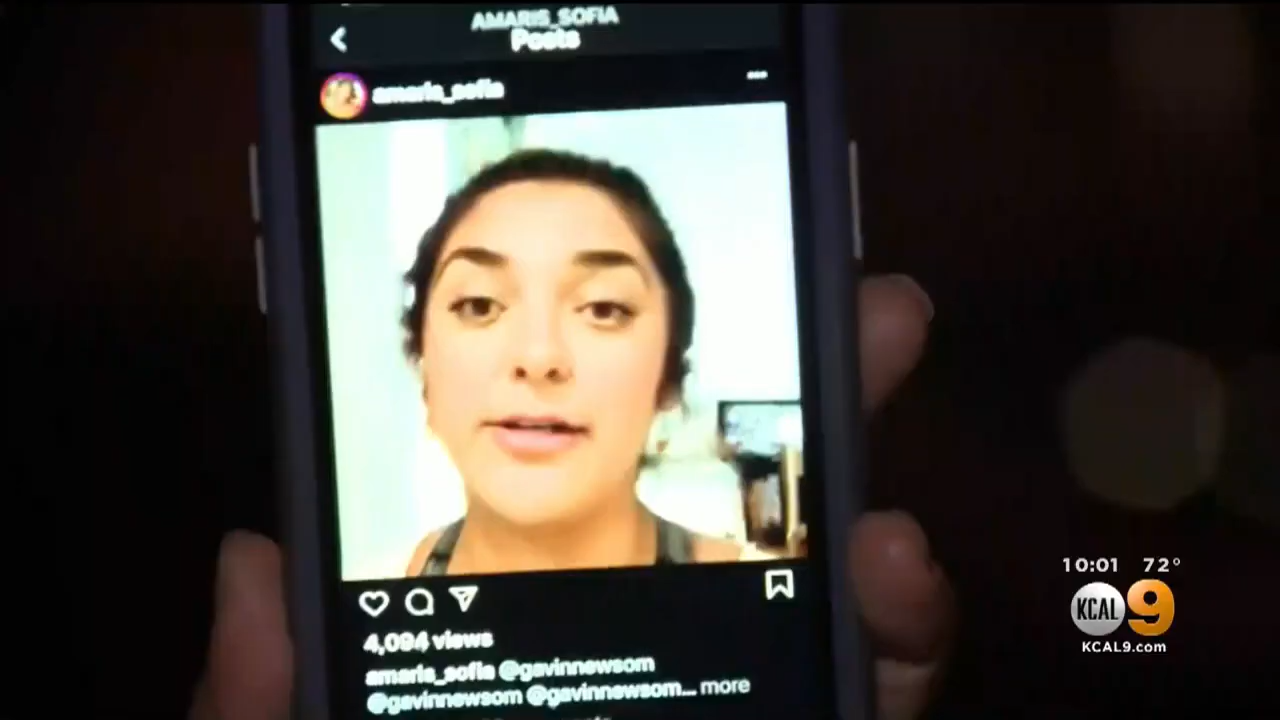 AMARIS_SOFIA
Posts
amaris_sofia
4,094 views
amaris_sofia @gavinnewsom
@gavinnewsom @gavinnewsom... more
10:01 72°
KCAL 9
KCAL9.com